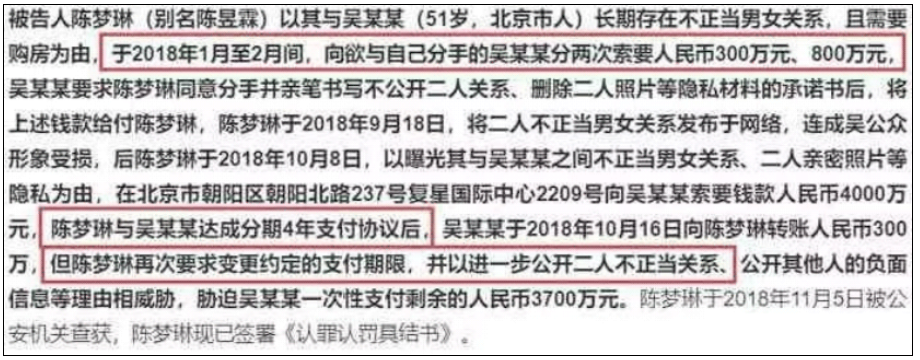 被告人陈梦琳（别名陈昱霖）以其与吴某某（51岁，北京市人）长期存在不正当男女关系，且需要
购房为由，于2018年1月至2月间，向欲与自己分手的吴某某分两次索要人民币300万元、800万元，
吴某某要求陈梦琳同意分手并亲笔书写不公开二人关系、删除二人照片等隐私材料的承诺书后，将
上述钱款给付陈梦琳，陈梦琳于2018年9月18日，将二人不正当男女关系发布于网络，连成吴公众
形象受损，后陈梦琳于2018年10月8日，以曝光其与吴某某之间不正当男女关系、二人亲密照片等
隐私为由，在北京市朝阳区朝阳北路237号复星国际中心2209号向吴某某索要钱款人民币4000万
元，陈梦琳与吴某某达成分期4年支付协议后，吴某某于2018年10月16日向陈梦琳转账人民币300
万，但陈梦琳再次要求变更约定的支付期限，并以进一步公开二人不正当关系、公开其他人的负面
信息等理由相威胁，胁迫吴某某一次性支付剩余的人民币3700万元。陈梦琳于2018年11月5日被公
安机关查获，陈梦琳现已签署《认罪认罚具结书》。